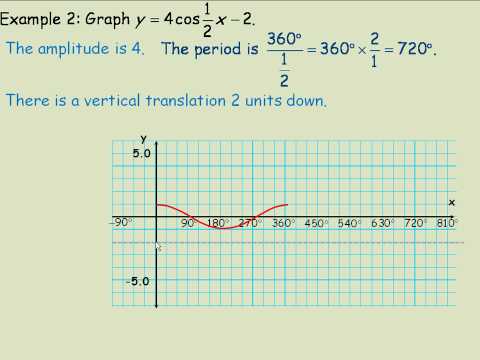 Example 2: Graph y = 4cos 1/2 x − 2.
The amplitude is 4. The period is 360°/(1/2) = 360° × 2/1 = 720°.
There is a vertical translation 2 units down.
y
5.0
x
−90° 90° 180° 270° 360° 450° 540° 630° 720° 810°
−5.0